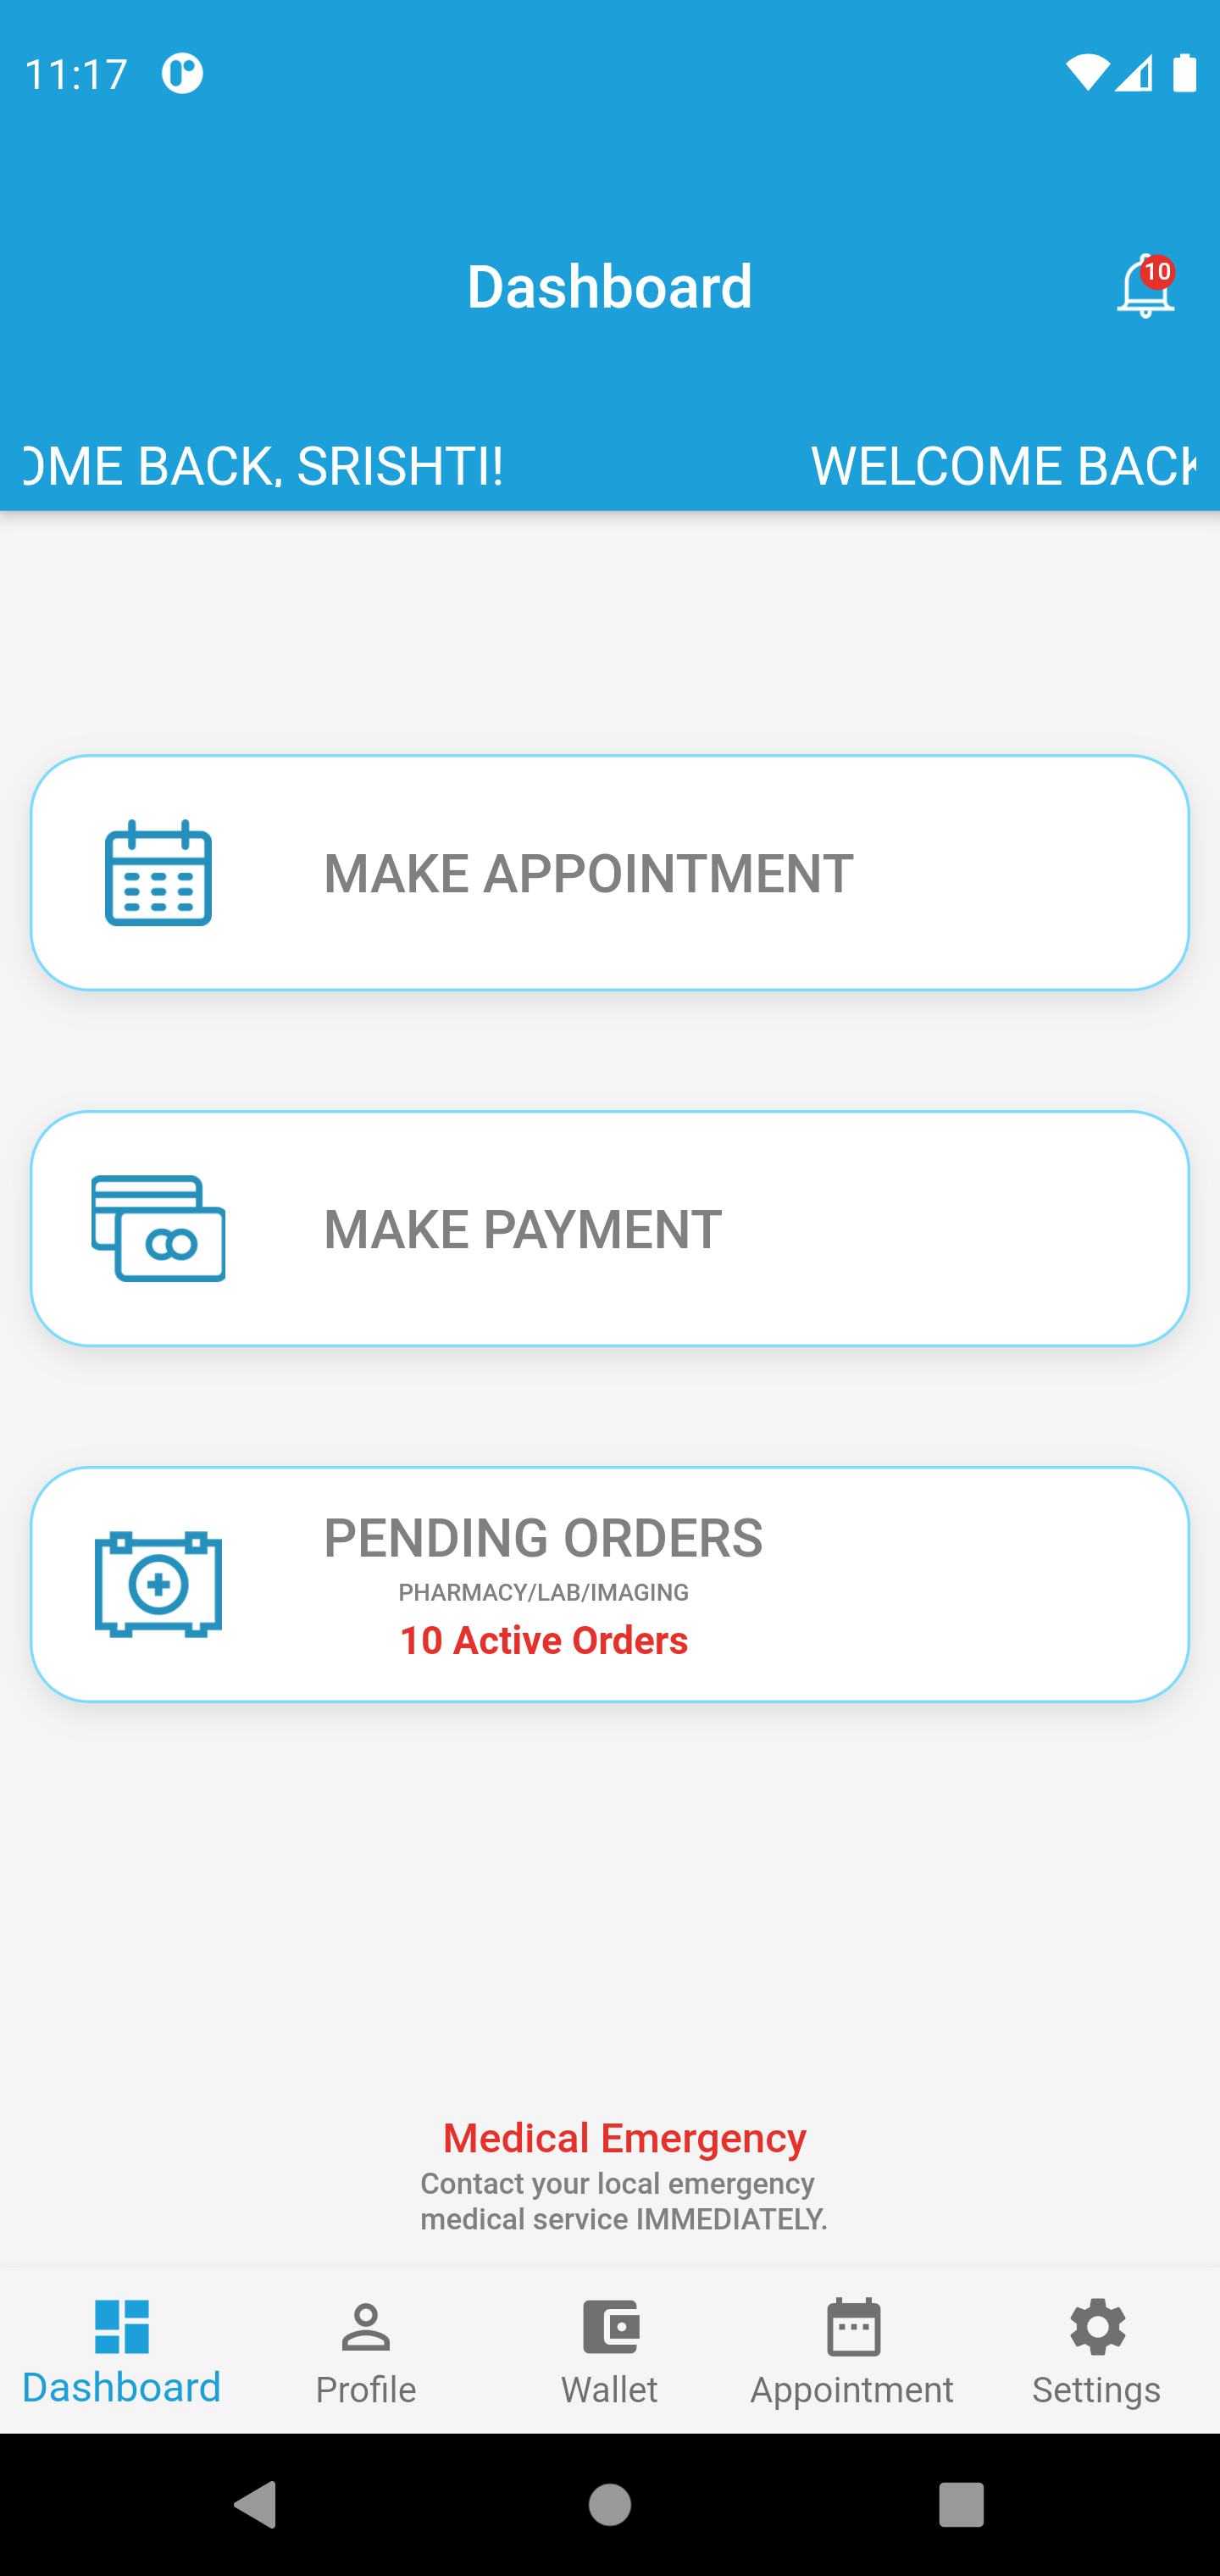 11:17
Dashboard
10
OME BACK, SRISHTI!
WELCOME BACK
MAKE APPOINTMENT
MAKE PAYMENT
PENDING ORDERS
PHARMACY/LAB/IMAGING
10 Active Orders
Medical Emergency
Contact your local emergency
medical service IMMEDIATELY.
Dashboard
Profile
Wallet
Appointment
Settings